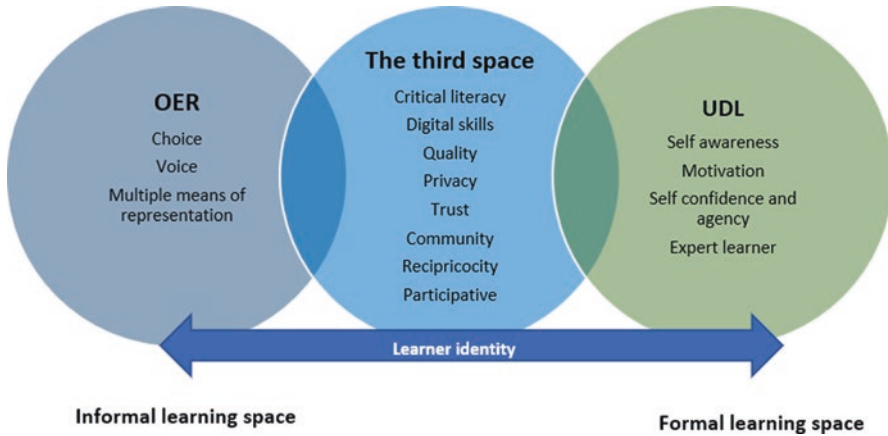 OER
Choice
Voice
Multiple means of
representation
The third space
Critical literacy
Digital skills
Quality
Privacy
Trust
Community
Recipricocity
Participative
UDL
Self awareness
Motivation
Self confidence and
agency
Expert learner
Learner identity
Informal learning space
Formal learning space